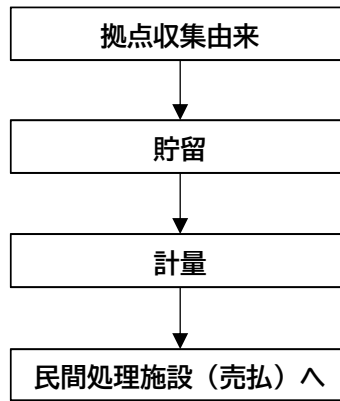 拠点収集由来
貯留
計量
民間処理施設（売払）へ